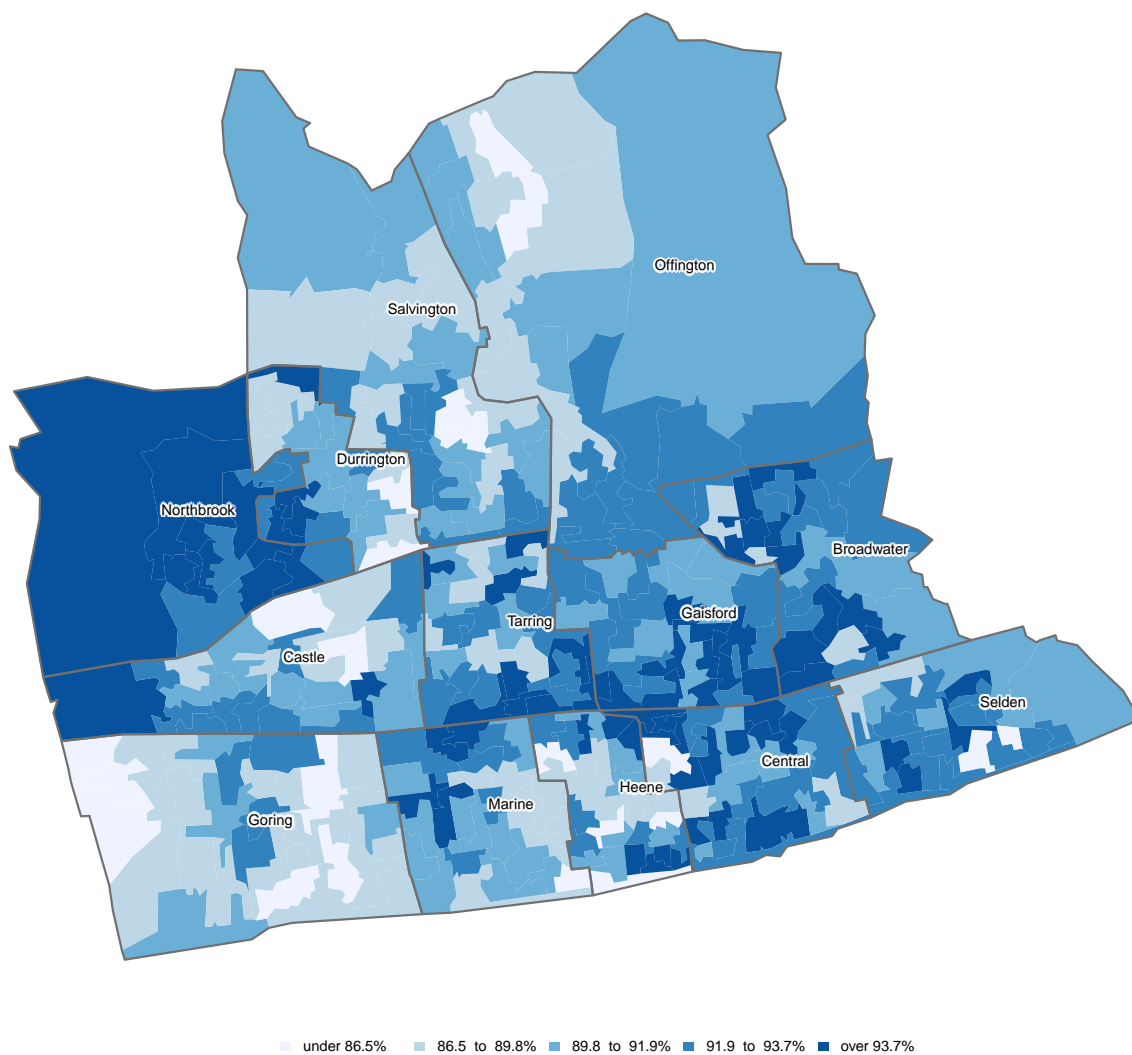 Offington
Salvington
Durrington
Northbrook
Broadwater
Gaisford
Tarring
Castle
Selden
Central
Heene
Marine
Goring
under 86.5% 86.5 to 89.8% 89.8 to 91.9% 91.9 to 93.7% over 93.7%